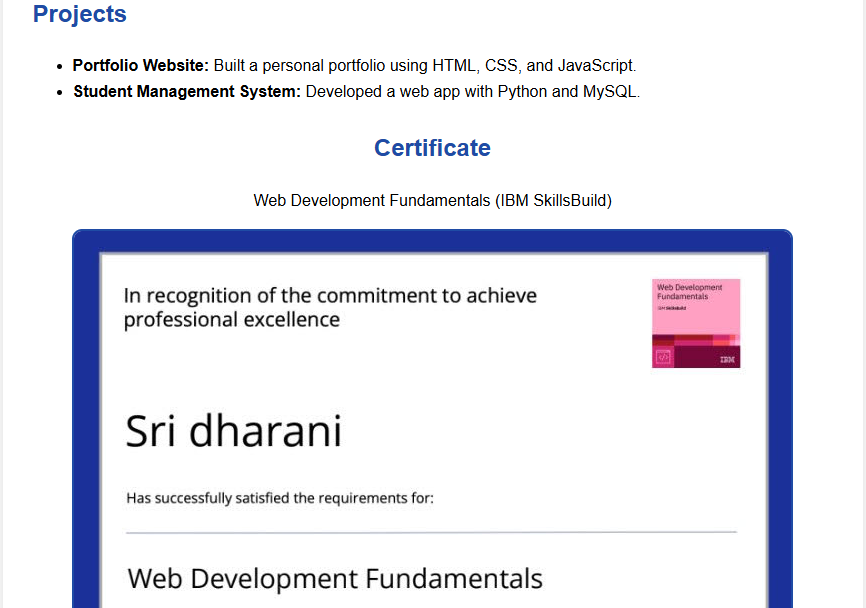 Projects
Portfolio Website: Built a personal portfolio using HTML, CSS, and JavaScript.
Student Management System: Developed a web app with Python and MySQL.
Certificate
Web Development Fundamentals (IBM SkillsBuild)
In recognition of the commitment to achieve
professional excellence
Web Development
Fundamentals
IBM SkillsBuild
</>
IBM
Sri dharani
Has successfully satisfied the requirements for:
Web Development Fundamentals